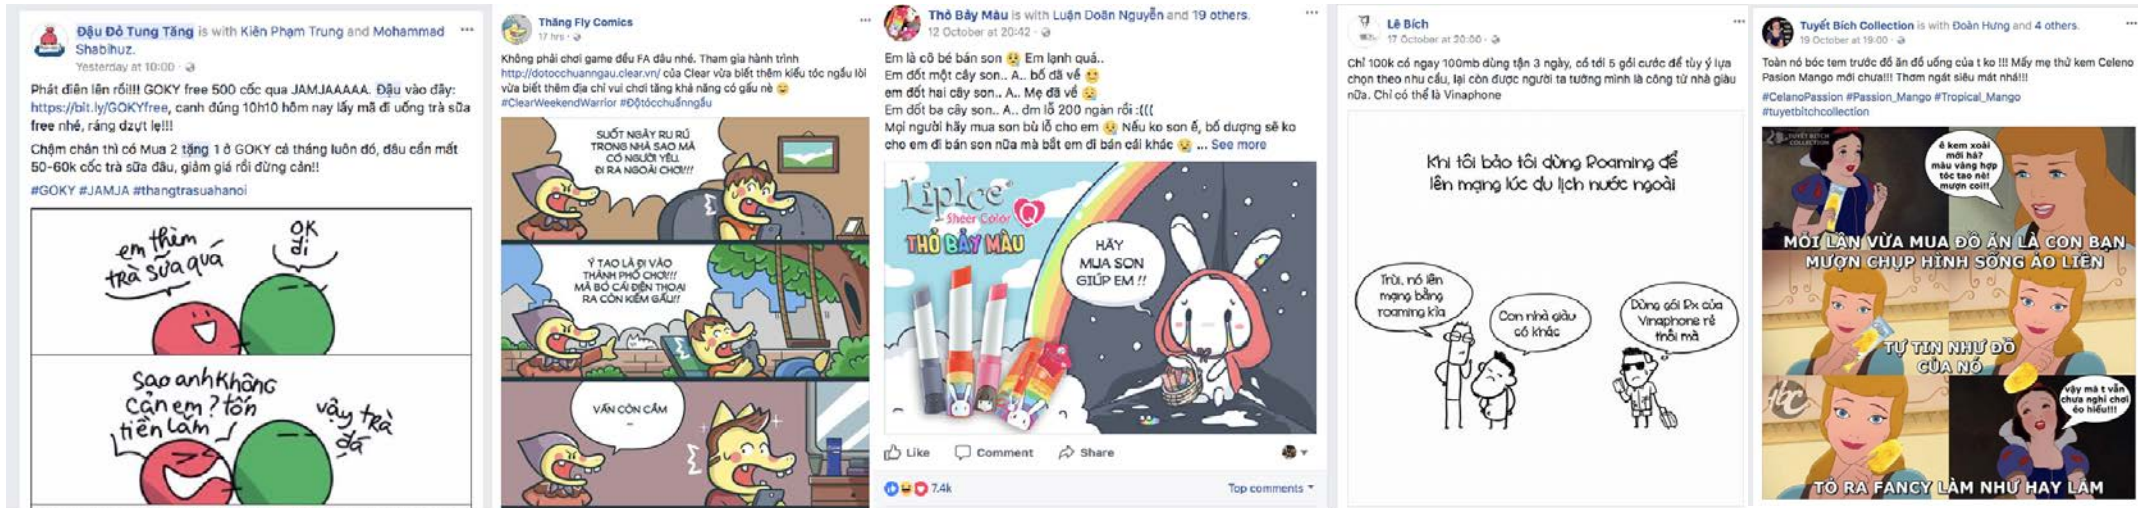 Đậu Đỏ Tung Tăng is with Kiên Phạm Trung and Mohammad
Shabihuz.
Yesterday at 10:00
Phát điên lên rồi!!! GOKY free 500 cốc qua JAMJAAAAA. Đậu vào đây:
https://bit.ly/GOKYfree, canh đúng 10h10 hôm nay lấy mã đi uống trà sữa
free nhé, ráng dzựt lẹ!!!
Chậm chân thì có Mua 2 tặng 1 ở GOKY cả tháng luôn đó, đâu cần mất
50-60k cốc trà sữa đâu, giảm giá rồi đừng cản!!
#GOKY #JAMJA #thangtrasuahanoi
em thèm
trà sữa quá
OK
đi
Sao anh không
cản em? tốn
tiền lắm
vậy trà
đá
Thăng Fly Comics
17 hrs
Không phải chơi game đều FA đâu nhé. Tham gia hành trình
http://dotocchuanngau.clear.vn/ của Clear vừa biết thêm kiểu tóc ngầu lòi
vừa biết thêm địa chỉ vui chơi tăng khả năng có gấu nè
#ClearWeekendWarrior #Độtócchuẩnngầu
SUỐT NGÀY RU RÚ
TRONG NHÀ SAO MÀ
CÓ NGƯỜI YÊU.
ĐI RA NGOÀI CHƠI!!!
Ý TAO LÀ ĐI VÀO
THÀNH PHỐ CHƠI!!!
MÀ BỎ CÁI ĐIỆN THOẠI
RA CÒN KIẾM GẤU!!
VẪN CÒN CẮM
...
Thỏ Bảy Màu is with Luận Doãn Nguyễn and 19 others.
12 October at 20:42
Em là cô bé bán son Em lạnh quá..
Em đốt một cây son.. A.. bố đã về
em đốt hai cây son.. A.. Mẹ đã về
Em đốt ba cây son.. A.. đm lỗ 200 ngàn rồi :(((
Mọi người hãy mua son bù lỗ cho em Nếu ko son ế, bố dượng sẽ ko
cho em đi bán son nữa mà bắt em đi bán cái khác ... See more
LipIce
Sheer Color Q
THỎ BẢY MÀU
HÃY
MUA SON
GIÚP EM !!
Like Comment Share
7.4k Top comments
Lê Bích
17 October at 20:00
Chỉ 100k có ngay 100mb dùng tận 3 ngày, có tới 5 gói cước để tùy ý lựa
chọn theo nhu cầu, lại còn được người ta tưởng mình là công tử nhà giàu
nữa. Chỉ có thể là Vinaphone
Khi tôi bảo tôi dùng Roaming để
lên mạng lúc du lịch nước ngoài
Trùi, nó lên
mạng bằng
roaming kìa
Con nhà giàu
có khác
Dùng gói Rx của
Vinaphone rẻ
thôi mà
Tuyết Bích Collection is with Đoàn Hưng and 4 others.
19 October at 19:00
Toàn nó bóc tem trước đồ ăn đồ uống của t ko !!! Mấy mẹ thử kem Celeno
Pasion Mango mới chưa!!! Thơm ngát siêu mát nhá!!!
#CelanoPassion #Passion_Mango #Tropical_Mango
#tuyetbitchcollection
TUYẾT BITCH
COLLECTION
ê kem xoài
mới hả?
màu vàng hợp
tóc tao nè!
mượn coi!!
MỖI LẦN VỪA MUA ĐỒ ĂN LÀ CON BẠN
MƯỢN CHỤP HÌNH SỐNG ẢO LIỀN
TỰ TIN NHƯ ĐỒ
CỦA NÓ
vậy mà t vẫn
chưa nghỉ chơi
éo hiểu!!!
TỎ RA FANCY LÀM NHƯ HAY LẮM